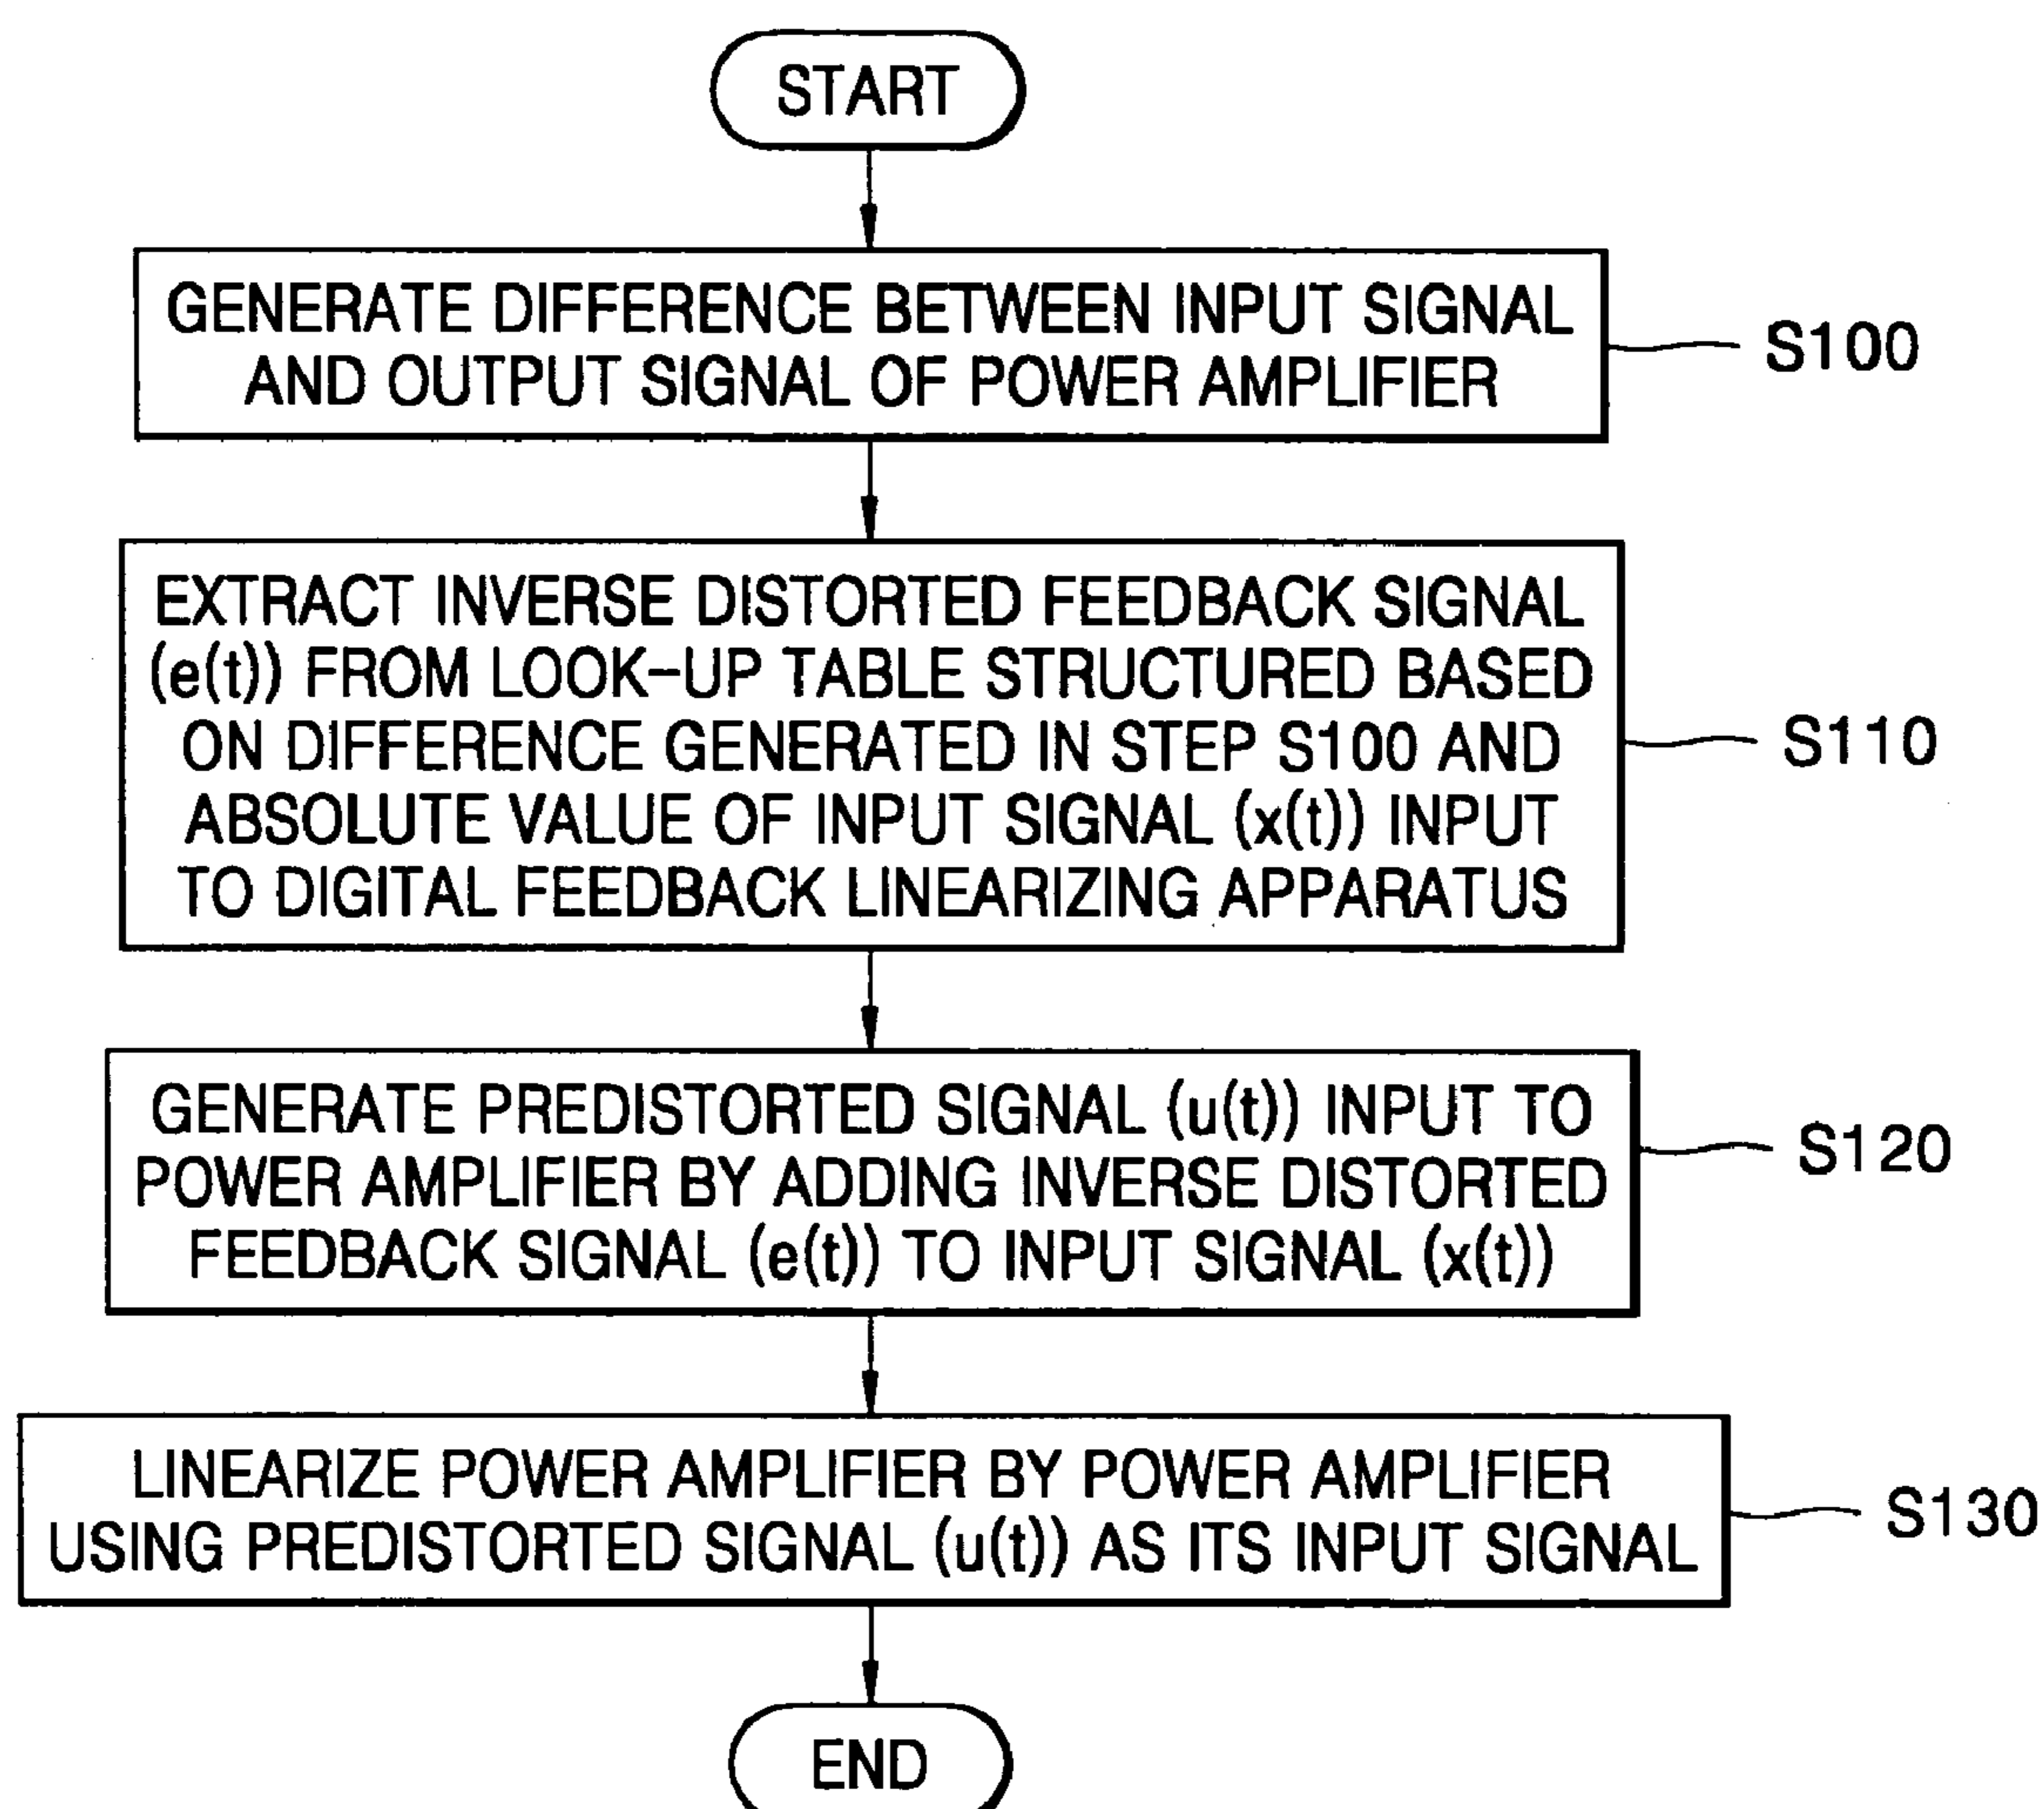 START
GENERATE DIFFERENCE BETWEEN INPUT SIGNAL
AND OUTPUT SIGNAL OF POWER AMPLIFIER
S100
EXTRACT INVERSE DISTORTED FEEDBACK SIGNAL
(e(t)) FROM LOOK-UP TABLE STRUCTURED BASED
ON DIFFERENCE GENERATED IN STEP S100 AND
ABSOLUTE VALUE OF INPUT SIGNAL (x(t)) INPUT
TO DIGITAL FEEDBACK LINEARIZING APPARATUS
S110
GENERATE PREDISTORTED SIGNAL (u(t)) INPUT TO
POWER AMPLIFIER BY ADDING INVERSE DISTORTED
FEEDBACK SIGNAL (e(t)) TO INPUT SIGNAL (x(t))
S120
LINEARIZE POWER AMPLIFIER BY POWER AMPLIFIER
USING PREDISTORTED SIGNAL (u(t)) AS ITS INPUT SIGNAL
S130
END